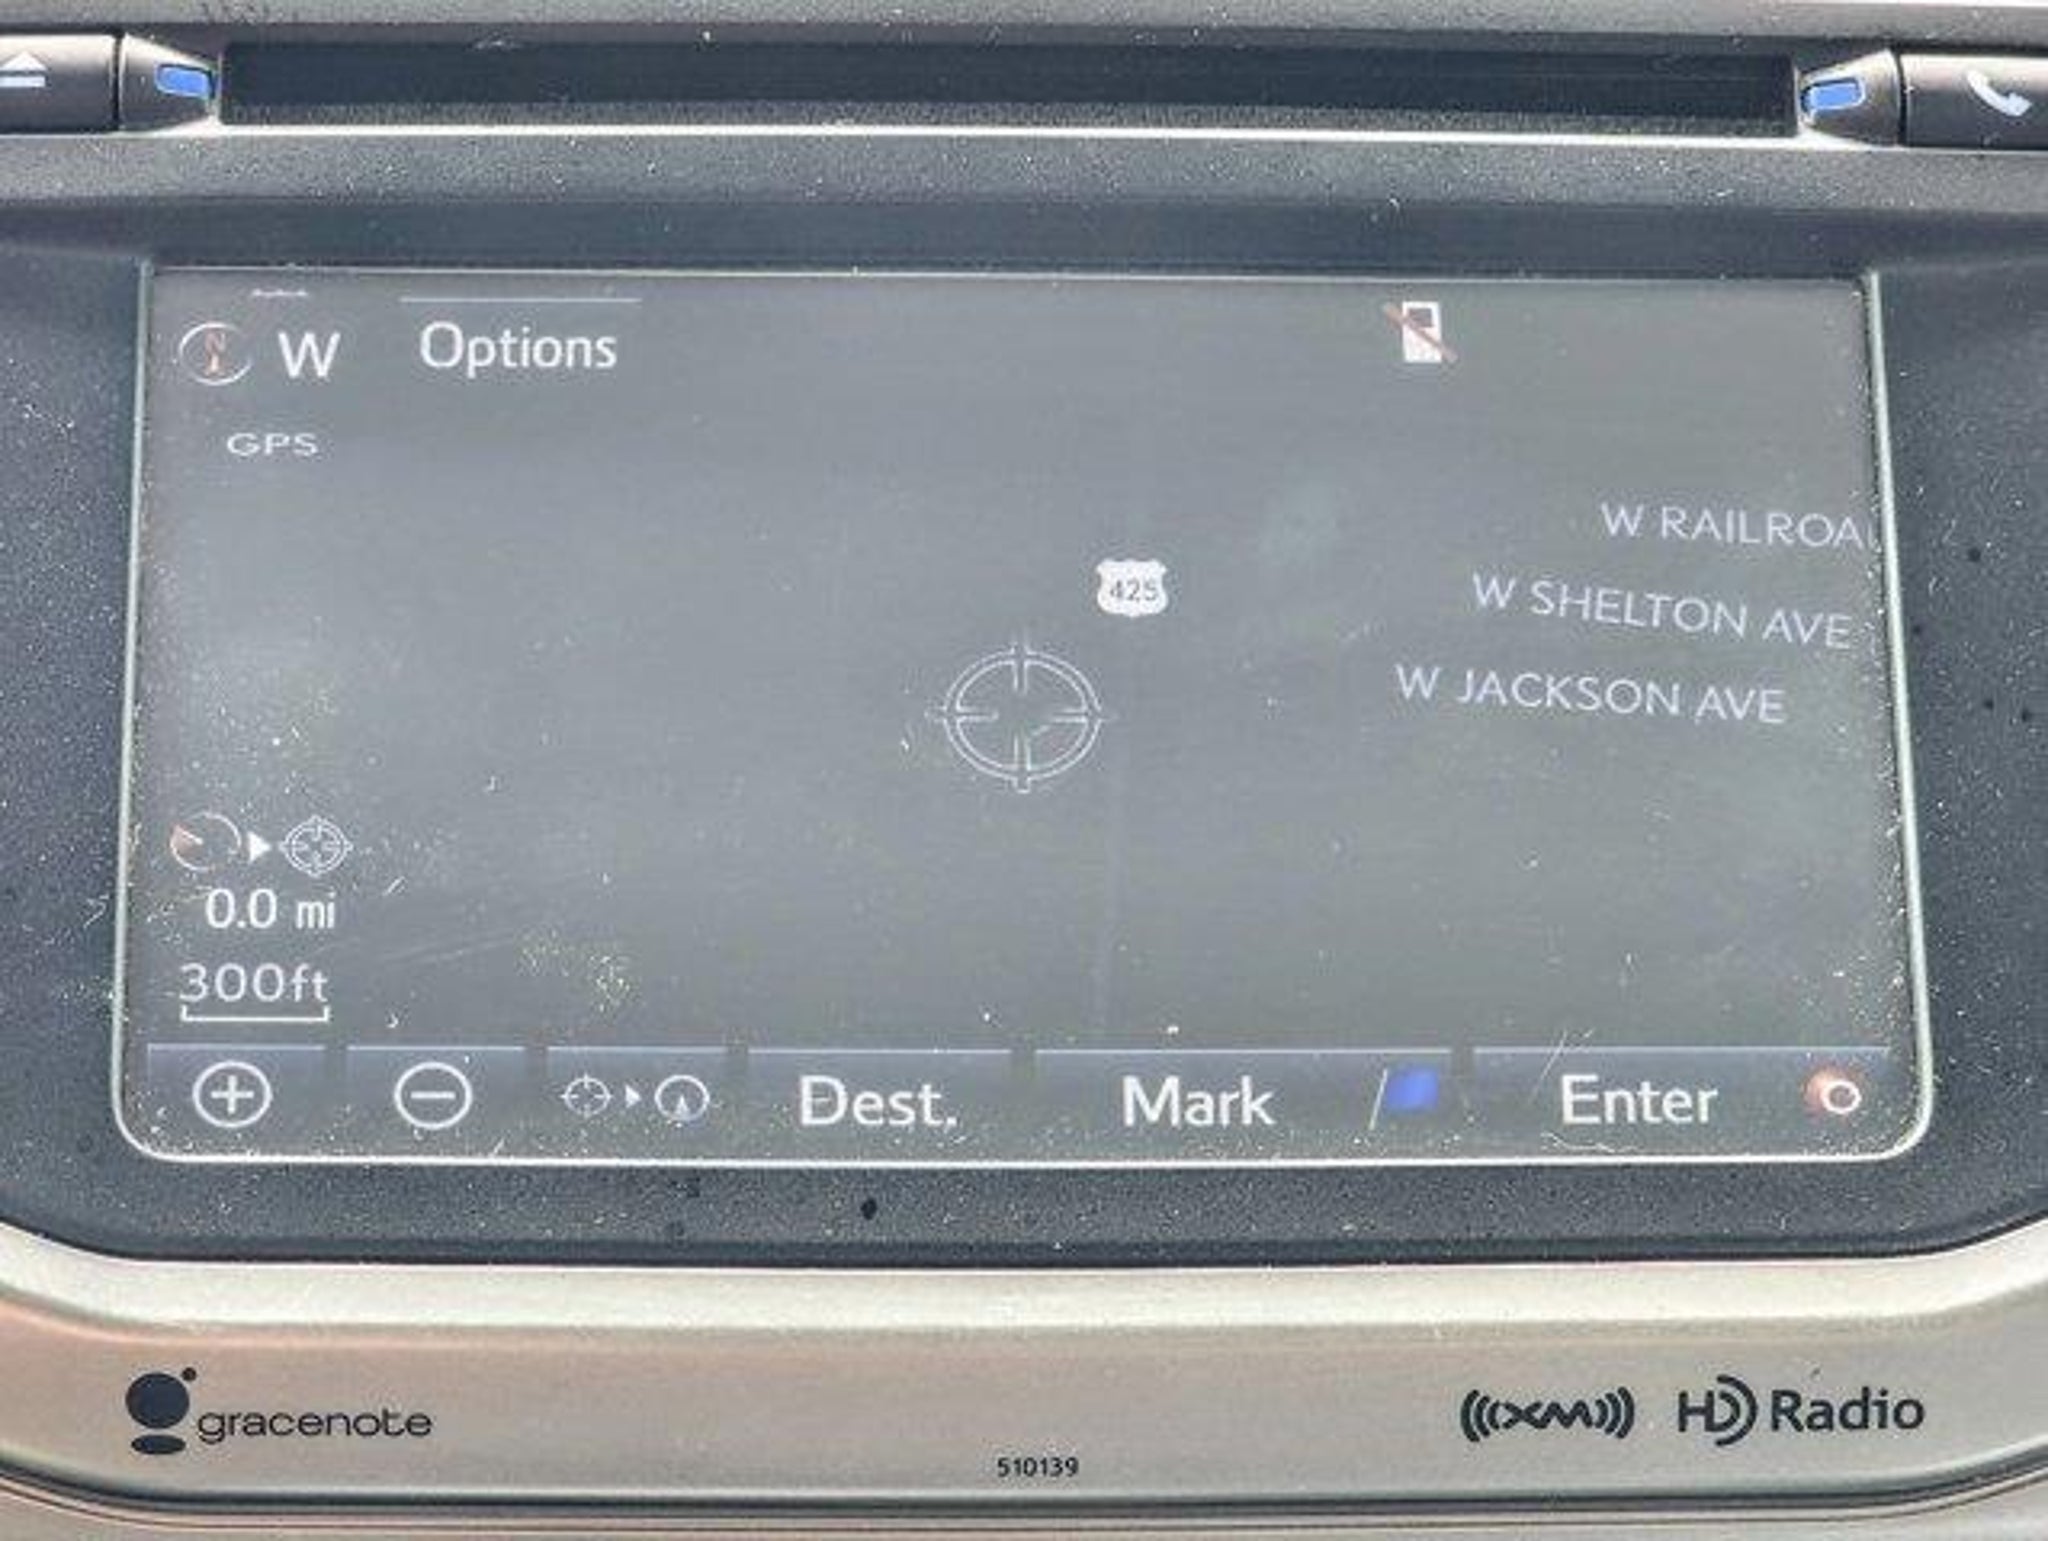 W
Options
GPS
425
W RAILROA
W SHELTON AVE
W JACKSON AVE
0.0 mi
300ft
Dest.
Mark
Enter
gracenote
((XM))
HD Radio
510139